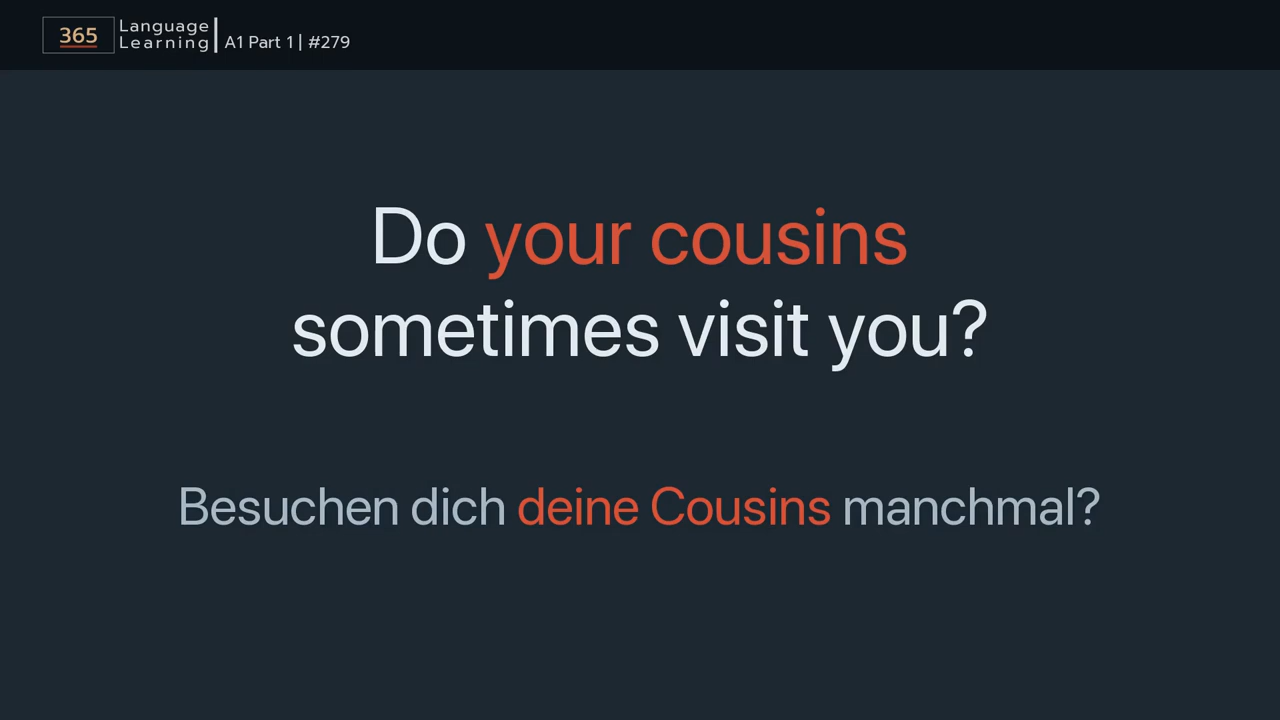 365 Language Learning | A1 Part 1 | #279
Do your cousins
sometimes visit you?
Besuchen dich deine Cousins manchmal?